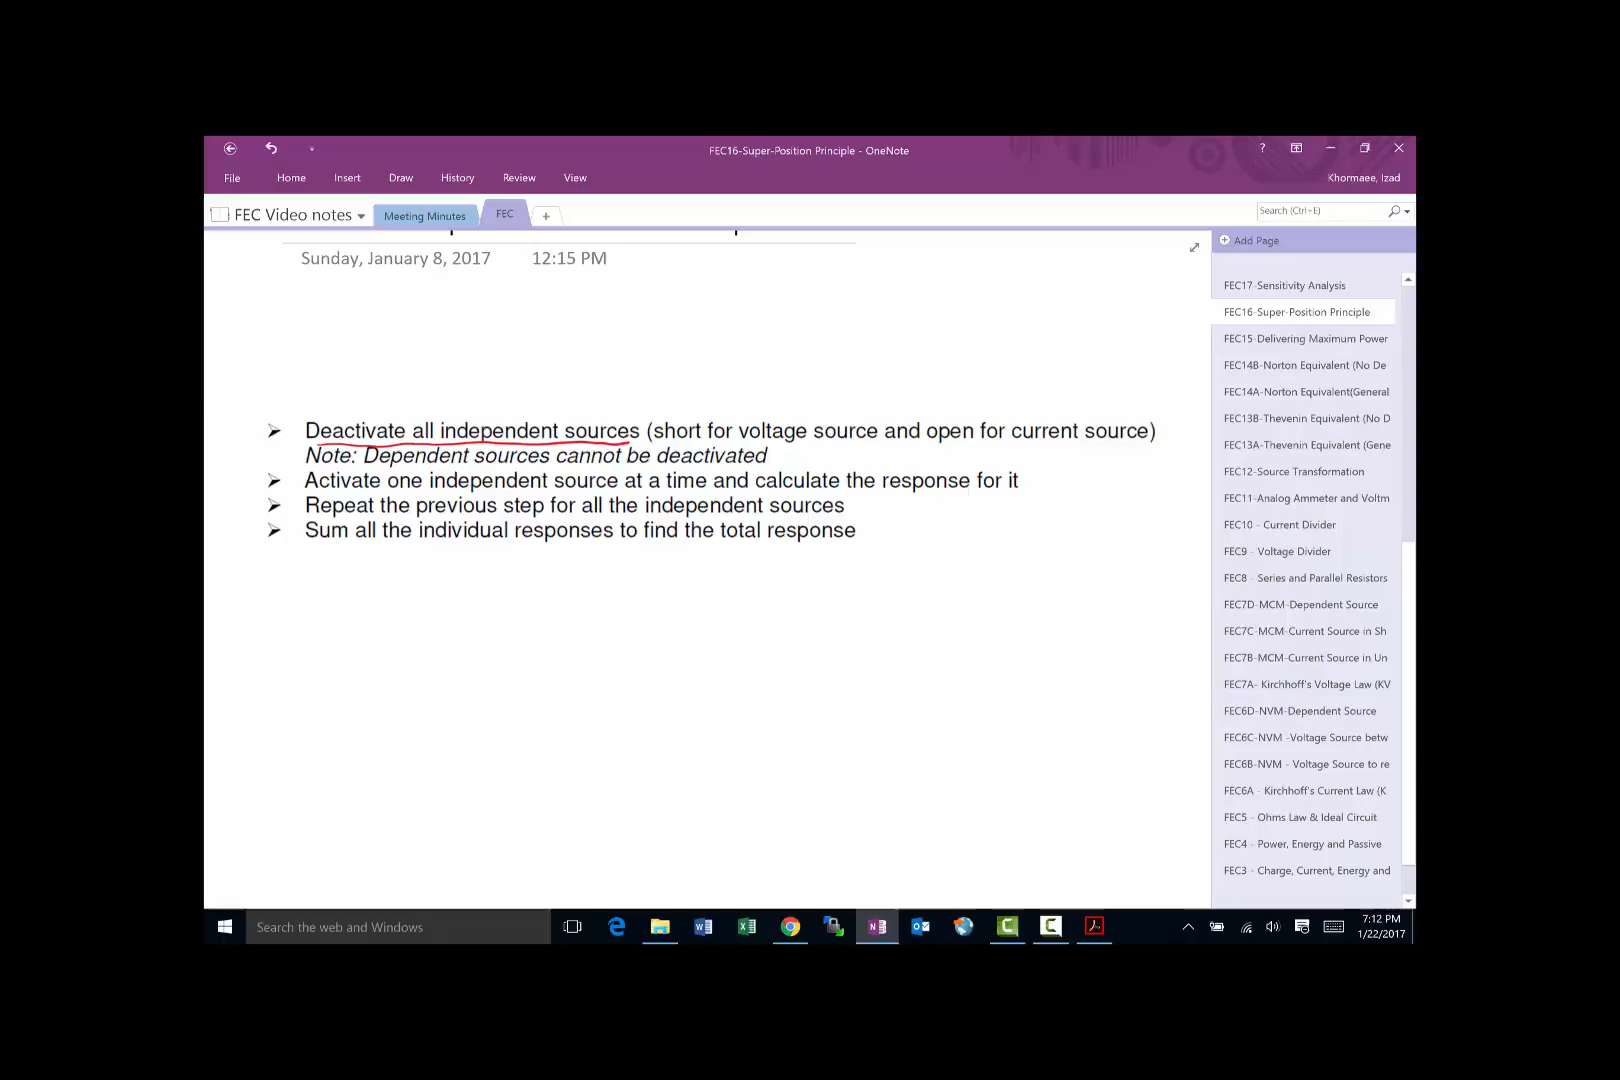 FEC16-Super-Position Principle - OneNote
?
File Home Insert Draw History Review View
Khormaee, Izad
FEC Video notes
Meeting Minutes
FEC
+
Search (Ctrl+E)
Sunday, January 8, 2017 12:15 PM
➢ Deactivate all independent sources (short for voltage source and open for current source)
Note: Dependent sources cannot be deactivated
➢ Activate one independent source at a time and calculate the response for it
➢ Repeat the previous step for all the independent sources
➢ Sum all the individual responses to find the total response
Add Page
FEC17-Sensitivity Analysis
FEC16-Super-Position Principle
FEC15-Delivering Maximum Power
FEC14B-Norton Equivalent (No De
FEC14A-Norton Equivalent(General
FEC13B-Thevenin Equivalent (No D
FEC13A-Thevenin Equivalent (Gene
FEC12-Source Transformation
FEC11-Analog Ammeter and Voltm
FEC10 - Current Divider
FEC9 - Voltage Divider
FEC8 - Series and Parallel Resistors
FEC7D-MCM-Dependent Source
FEC7C-MCM-Current Source in Sh
FEC7B-MCM-Current Source in Un
FEC7A- Kirchhoff's Voltage Law (KV
FEC6D-NVM-Dependent Source
FEC6C-NVM -Voltage Source betw
FEC6B-NVM - Voltage Source to re
FEC6A - Kirchhoff's Current Law (K
FEC5 - Ohms Law & Ideal Circuit
FEC4 - Power, Energy and Passive
FEC3 - Charge, Current, Energy and
Search the web and Windows
7:12 PM
1/22/2017